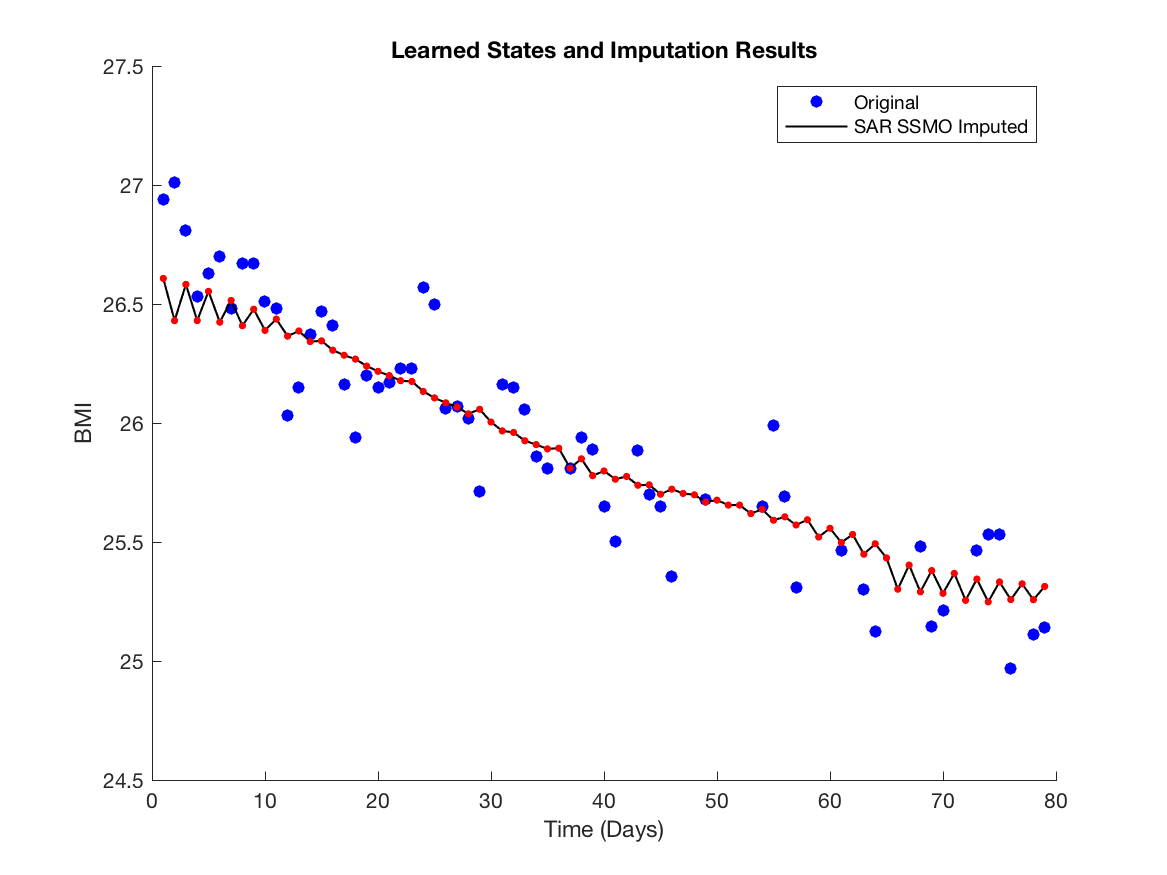 Learned States and Imputation Results
27.5
Original
SAR SSMO Imputed
27
26.5
26
BMI
25.5
25
24.5
0 10 20 30 40 50 60 70 80
Time (Days)